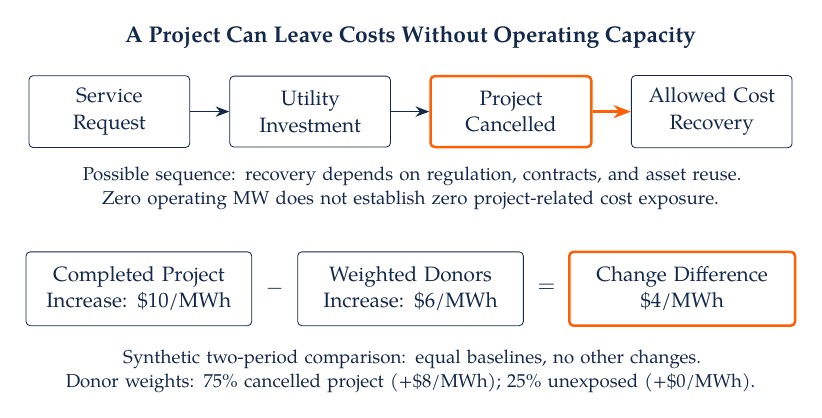 A Project Can Leave Costs Without Operating Capacity
Service
Request
Utility
Investment
Project
Cancelled
Allowed Cost
Recovery
Possible sequence: recovery depends on regulation, contracts, and asset reuse.
Zero operating MW does not establish zero project-related cost exposure.
Completed Project
Increase: $10/MWh
−
Weighted Donors
Increase: $6/MWh
=
Change Difference
$4/MWh
Synthetic two-period comparison: equal baselines, no other changes.
Donor weights: 75% cancelled project (+$8/MWh); 25% unexposed (+$0/MWh).